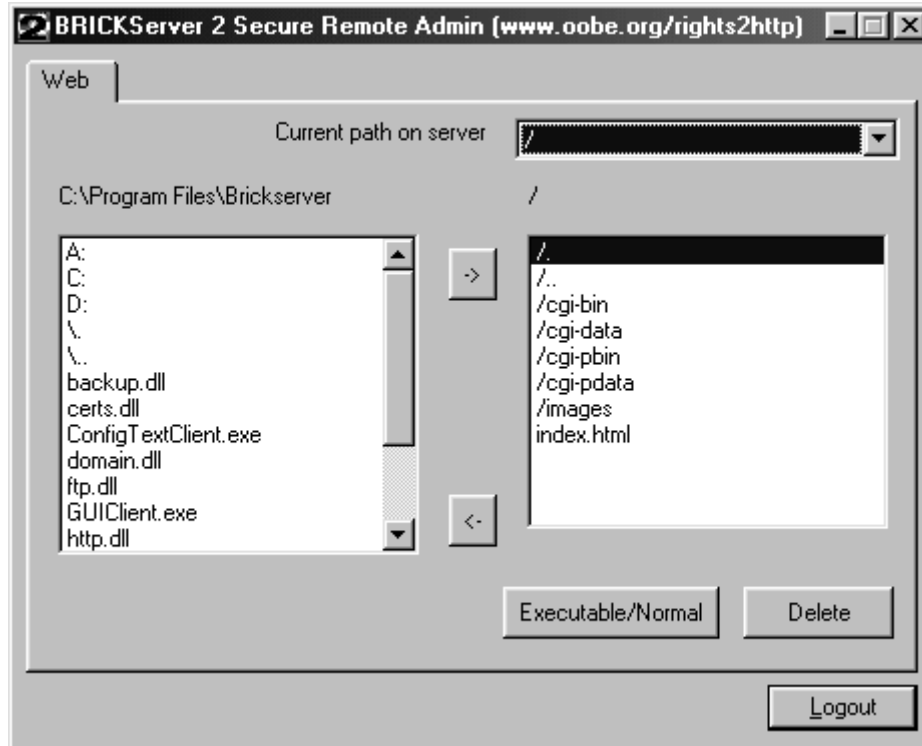 BRICKServer 2 Secure Remote Admin (www.oobe.org/rights2http)
Web
Current path on server
/
C:\Program Files\Brickserver
/
A:
C:
D:
\.
\..
backup.dll
certs.dll
ConfigTextClient.exe
domain.dll
ftp.dll
GUIClient.exe
http.dll
->
<-
/.
/..
/cgi-bin
/cgi-data
/cgi-pbin
/cgi-pdata
/images
index.html
Executable/Normal
Delete
Logout